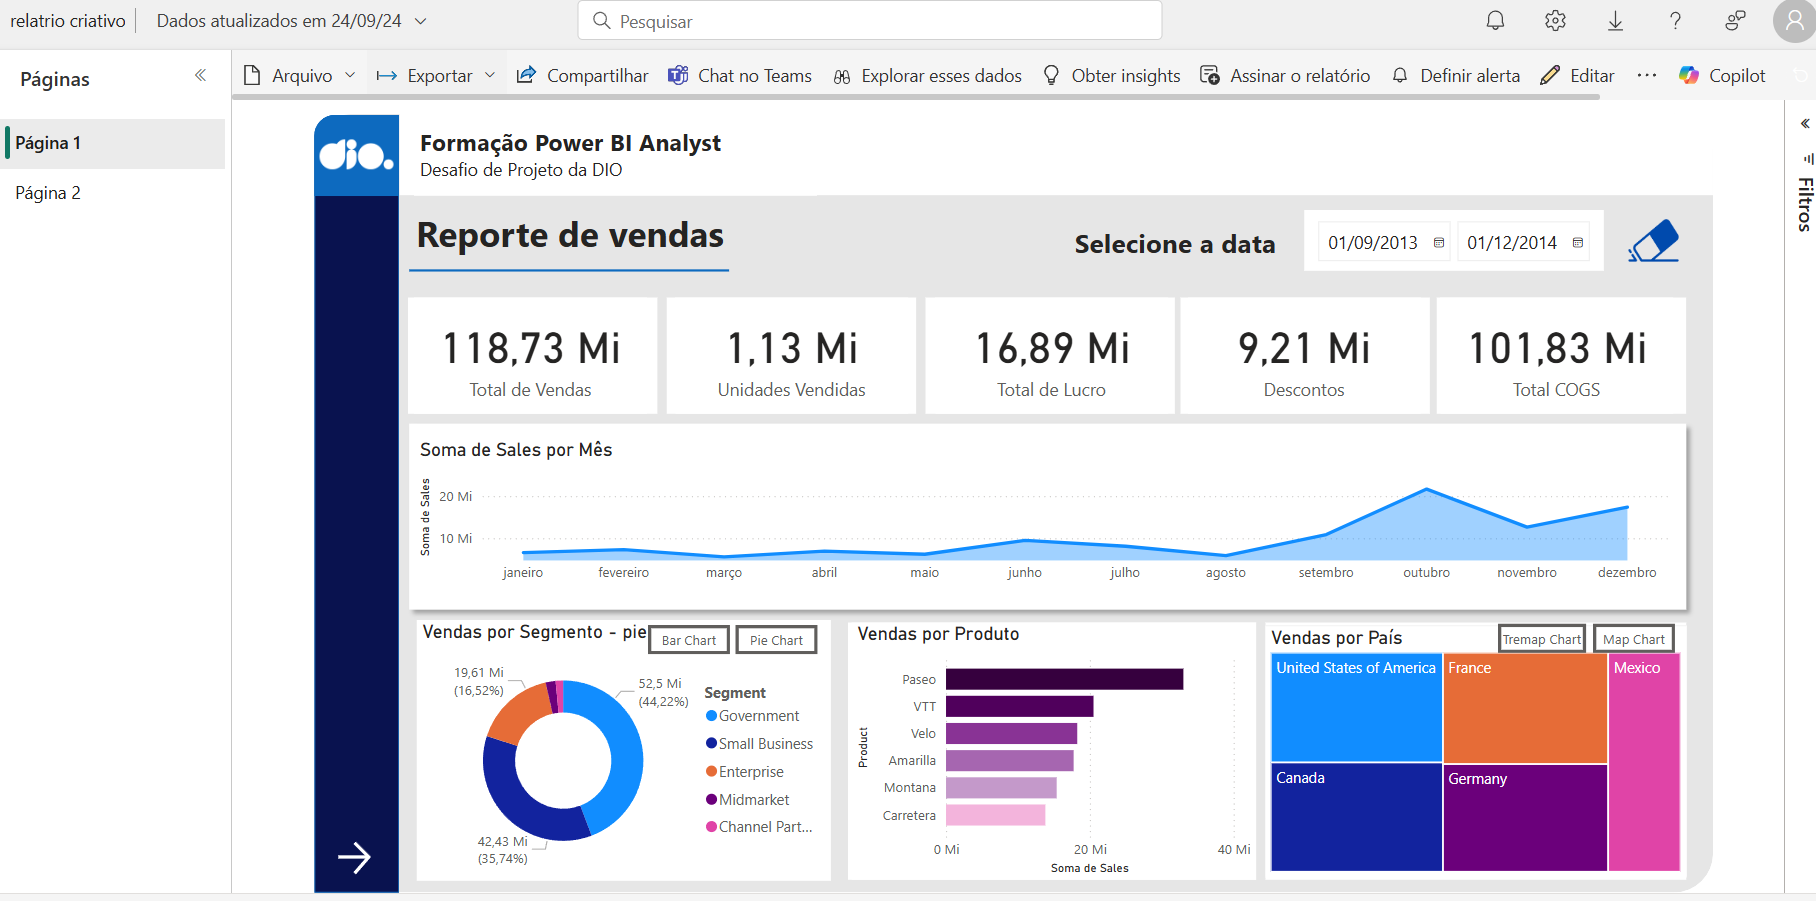 relatrio criativo
Dados atualizados em 24/09/24
Pesquisar
Páginas
Arquivo
Exportar
Compartilhar
Chat no Teams
Explorar esses dados
Obter insights
Assinar o relatório
Definir alerta
Editar
Copilot
Página 1
Página 2
Filtros
dio.
Formação Power BI Analyst
Desafio de Projeto da DIO
Reporte de vendas
Selecione a data
01/09/2013
01/12/2014
118,73 Mi
Total de Vendas
1,13 Mi
Unidades Vendidas
16,89 Mi
Total de Lucro
9,21 Mi
Descontos
101,83 Mi
Total COGS
Soma de Sales por Mês
Soma de Sales
20 Mi
10 Mi
janeiro
fevereiro
março
abril
maio
junho
julho
agosto
setembro
outubro
novembro
dezembro
Vendas por Segmento - pie
Bar Chart
Pie Chart
19,61 Mi
(16,52%)
52,5 Mi
(44,22%)
42,43 Mi
(35,74%)
Segment
Government
Small Business
Enterprise
Midmarket
Channel Part...
Vendas por Produto
Product
Paseo
VTT
Velo
Amarilla
Montana
Carretera
0 Mi
20 Mi
40 Mi
Soma de Sales
Vendas por País
Tremap Chart
Map Chart
United States of America
France
Mexico
Canada
Germany